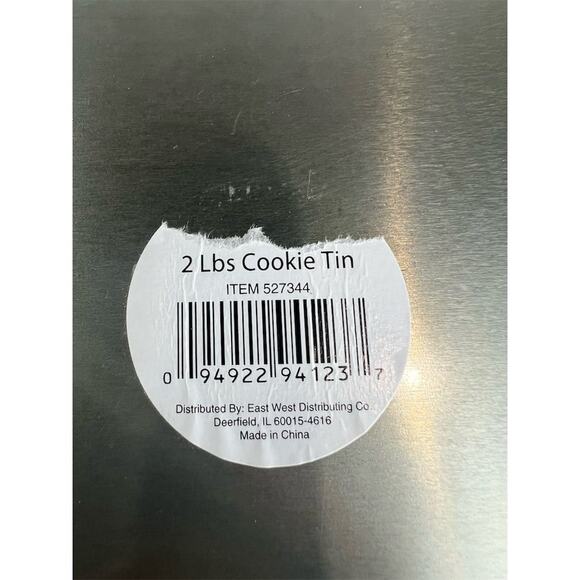 2 Lbs Cookie Tin
ITEM 527344
0 94922 94123 7
Distributed By: East West Distributing Co.
Deerfield, IL 60015-4616
Made in China